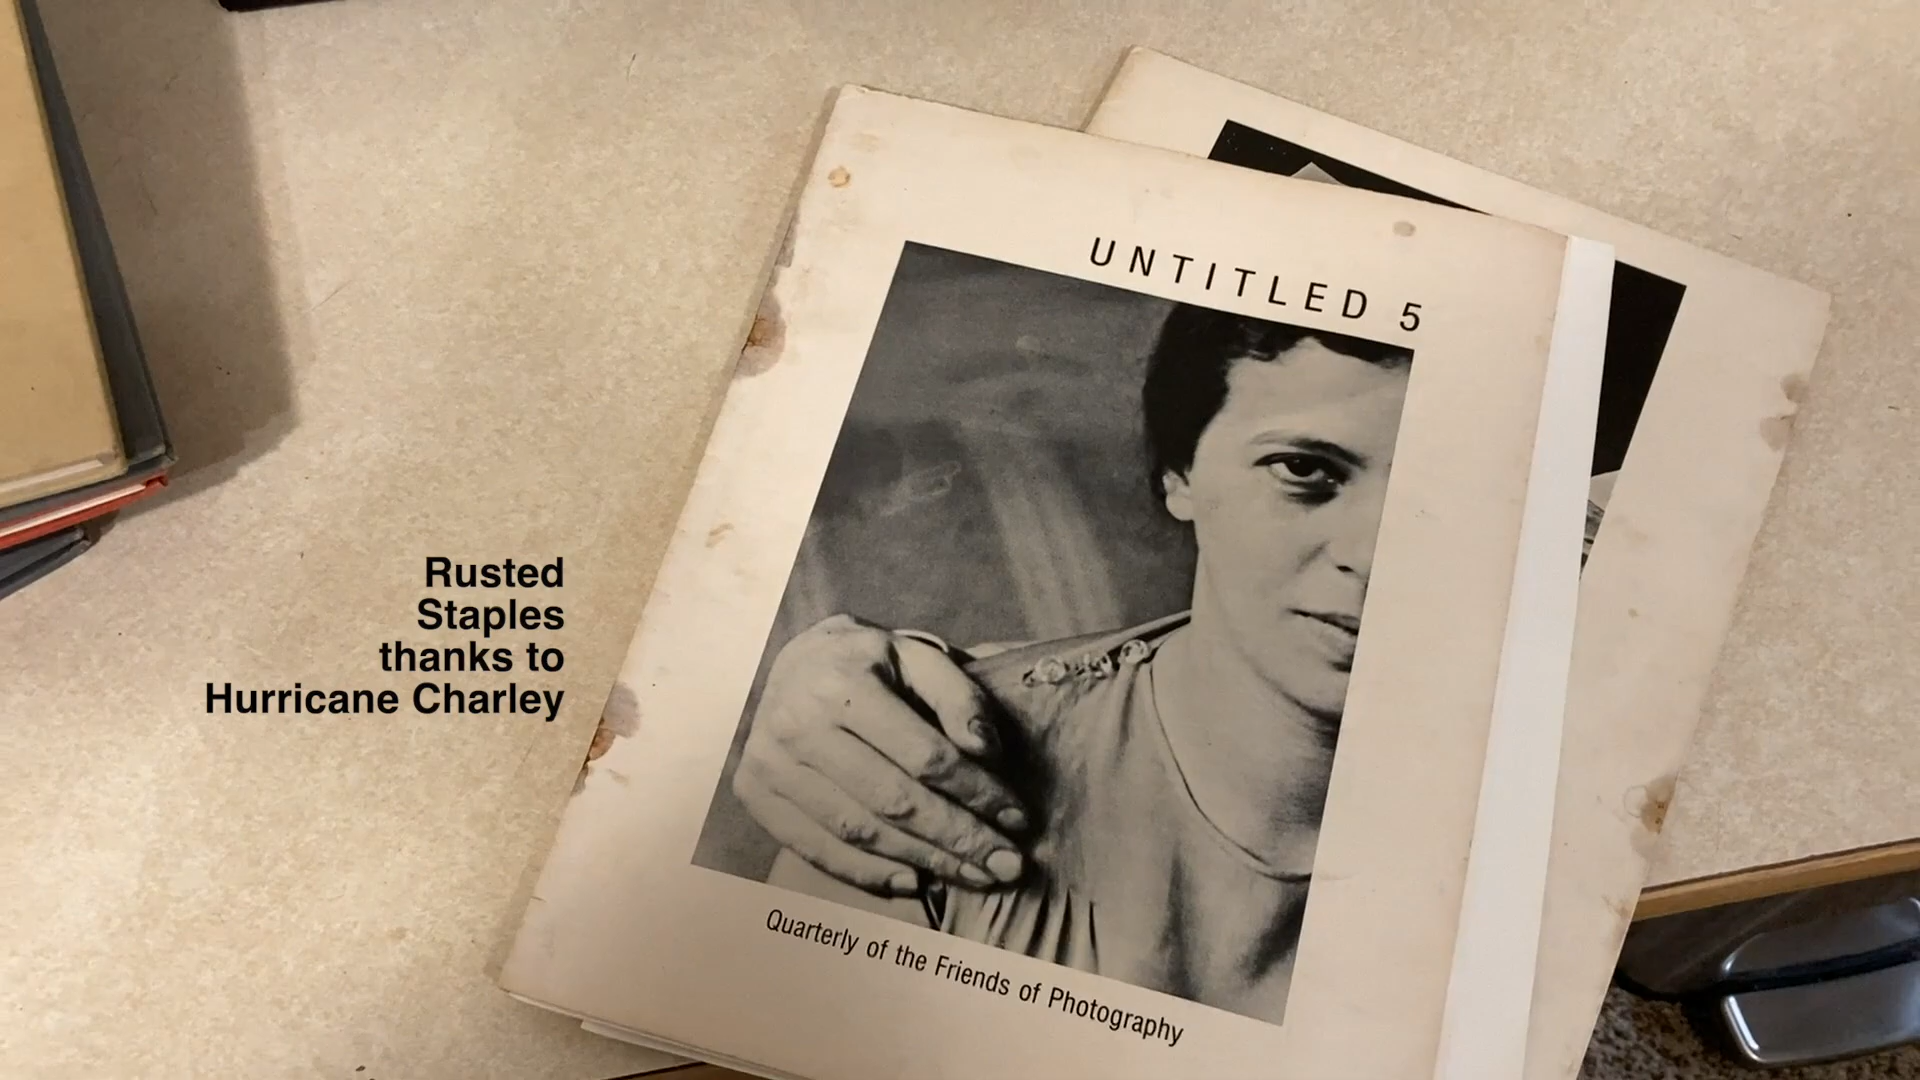 UNTITLED 5
Rusted
Staples
thanks to
Hurricane Charley
Quarterly of the Friends of Photography